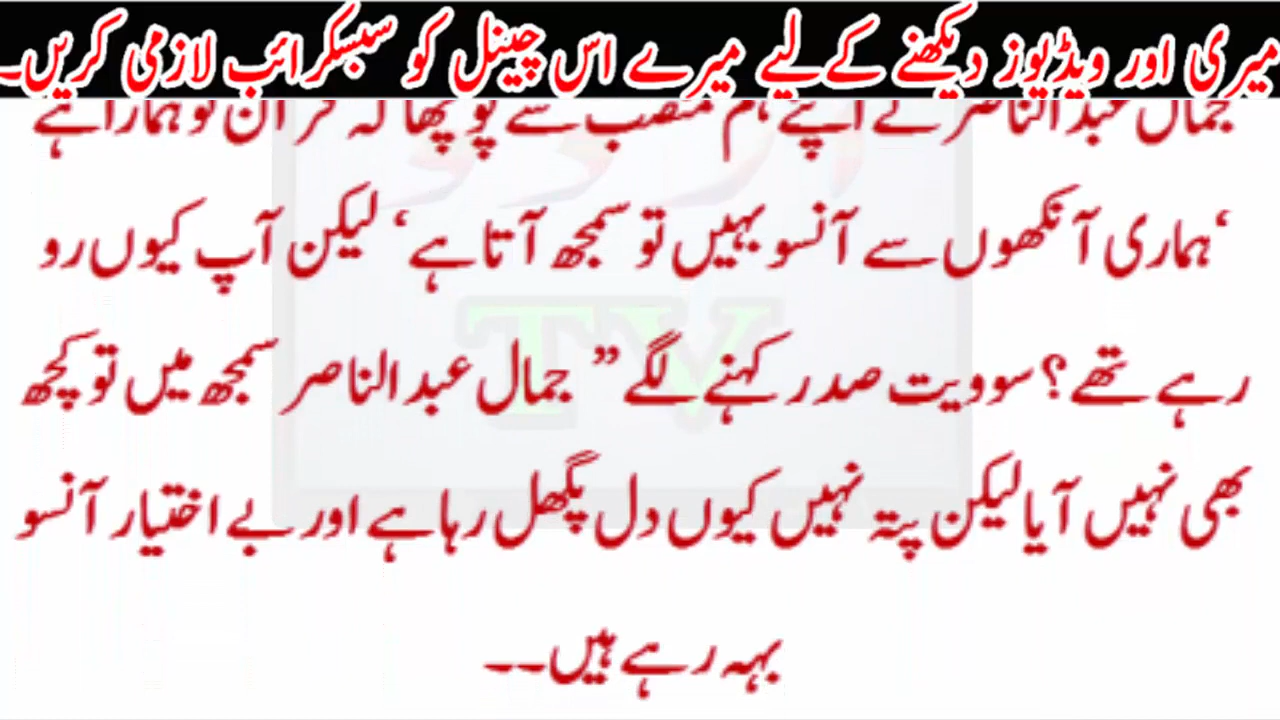 میری اور ویڈیوز دیکھنے کے لیے میرے اس چینل کو سبسکرائب لازمی کریں۔
جمال عبدالناصر نے اپنے ہم منصب سے پوچھا کہ قرآن تو ہمارا ہے
‘ہماری آنکھوں سے آنسو بہیں تو سمجھ آتا ہے‘ لیکن آپ کیوں رو
رہے تھے؟ سوویت صدر کہنے لگے ” جمال عبدالناصر سمجھ میں تو کچھ
بھی نہیں آیا لیکن پتہ نہیں کیوں دل پگھل رہا ہے اور بے اختیار آنسو
بہہ رہے ہیں۔۔
TV